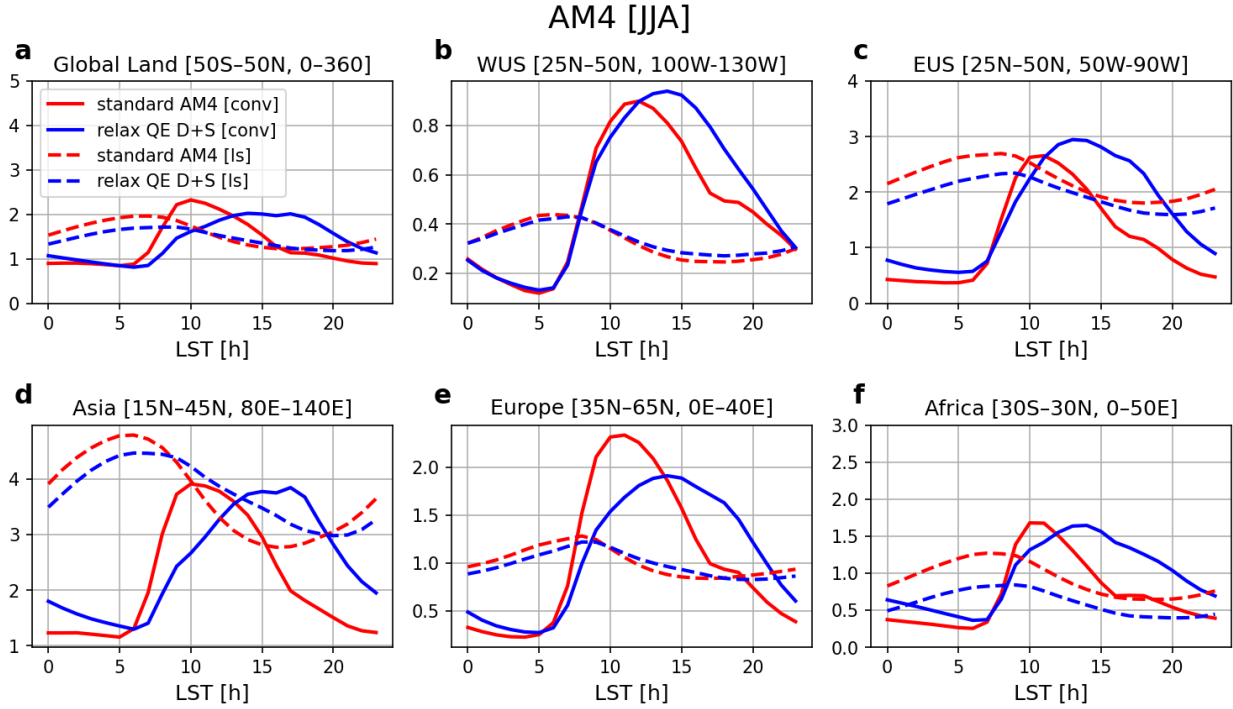 AM4 [JJA]
a
Global Land [50S–50N, 0–360]
5
4
3
2
1
0
standard AM4 [conv]
relax QE D+S [conv]
standard AM4 [ls]
relax QE D+S [ls]
0 5 10 15 20
LST [h]
b
WUS [25N–50N, 100W-130W]
0.8
0.6
0.4
0.2
0 5 10 15 20
LST [h]
c
EUS [25N–50N, 50W-90W]
4
3
2
1
0
0 5 10 15 20
LST [h]
d
Asia [15N–45N, 80E–140E]
4
3
2
1
0 5 10 15 20
LST [h]
e
Europe [35N–65N, 0E–40E]
2.0
1.5
1.0
0.5
0 5 10 15 20
LST [h]
f
Africa [30S–30N, 0–50E]
3.0
2.5
2.0
1.5
1.0
0.5
0.0
0 5 10 15 20
LST [h]